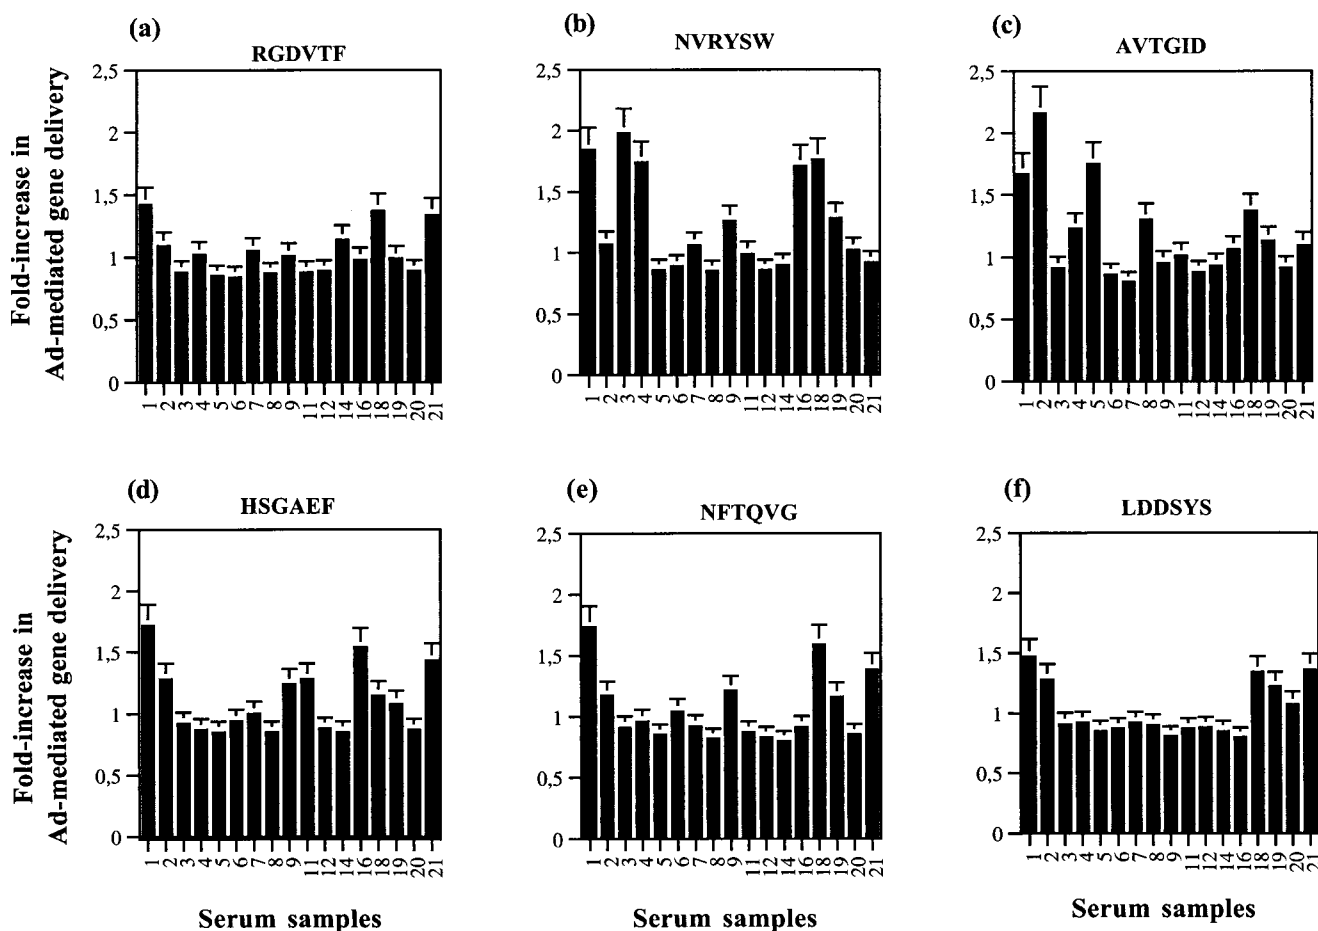 (a)
RGDVTF
Fold-increase in
Ad-mediated gene delivery
2,5
2
1,5
1
0,5
0
1 2 3 4 5 6 7 8 9 11 12 14 16 18 19 20 21
(b)
NVRYSW
2,5
2
1,5
1
0,5
0
1 2 3 4 5 6 7 8 9 11 12 14 16 18 19 20 21
(c)
AVTGID
2,5
2
1,5
1
0,5
0
1 2 3 4 5 6 7 8 9 11 12 14 16 18 19 20 21
(d)
HSGAEF
Fold-increase in
Ad-mediated gene delivery
2,5
2
1,5
1
0,5
0
1 2 3 4 5 6 7 8 9 11 12 14 16 18 19 20 21
Serum samples
(e)
NFTQVG
2,5
2
1,5
1
0,5
0
1 2 3 4 5 6 7 8 9 11 12 14 16 18 19 20 21
Serum samples
(f)
LDDSYS
2,5
2
1,5
1
0,5
0
1 2 3 4 5 6 7 8 9 11 12 14 16 18 19 20 21
Serum samples